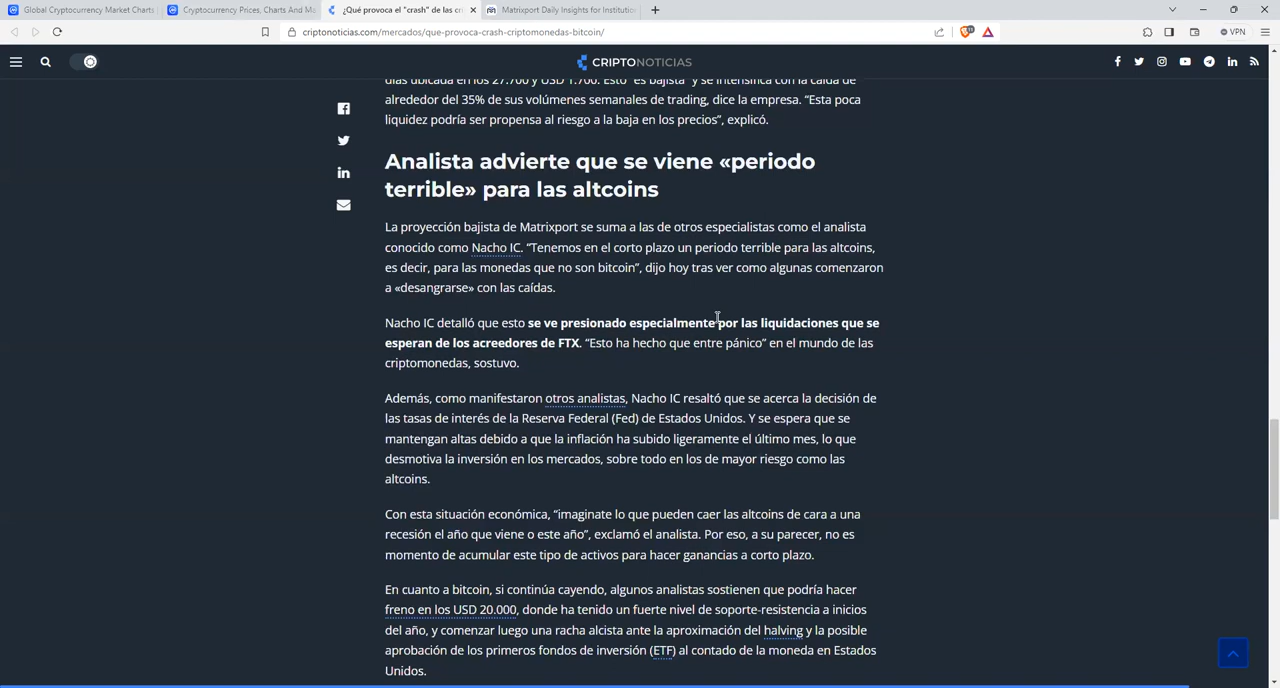 Global Cryptocurrency Market Charts
Cryptocurrency Prices, Charts And Ma
¿Qué provoca el "crash" de las cri
Matrixport Daily Insights for Institution
criptonoticias.com/mercados/que-provoca-crash-criptomonedas-bitcoin/
11
VPN
CRIPTONOTICIAS
días ubicada en los 27.700 y USD 1.700. Esto "es bajista" y se intensifica con la caída de
alrededor del 35% de sus volúmenes semanales de trading, dice la empresa. “Esta poca
liquidez podría ser propensa al riesgo a la baja en los precios”, explicó.
Analista advierte que se viene «periodo
terrible» para las altcoins
La proyección bajista de Matrixport se suma a las de otros especialistas como el analista
conocido como Nacho IC. “Tenemos en el corto plazo un periodo terrible para las altcoins,
es decir, para las monedas que no son bitcoin”, dijo hoy tras ver como algunas comenzaron
a «desangrarse» con las caídas.
Nacho IC detalló que esto se ve presionado especialmente por las liquidaciones que se
esperan de los acreedores de FTX. “Esto ha hecho que entre pánico” en el mundo de las
criptomonedas, sostuvo.
Además, como manifestaron otros analistas, Nacho IC resaltó que se acerca la decisión de
las tasas de interés de la Reserva Federal (Fed) de Estados Unidos. Y se espera que se
mantengan altas debido a que la inflación ha subido ligeramente el último mes, lo que
desmotiva la inversión en los mercados, sobre todo en los de mayor riesgo como las
altcoins.
Con esta situación económica, “imaginate lo que pueden caer las altcoins de cara a una
recesión el año que viene o este año”, exclamó el analista. Por eso, a su parecer, no es
momento de acumular este tipo de activos para hacer ganancias a corto plazo.
En cuanto a bitcoin, si continúa cayendo, algunos analistas sostienen que podría hacer
freno en los USD 20.000, donde ha tenido un fuerte nivel de soporte-resistencia a inicios
del año, y comenzar luego una racha alcista ante la aproximación del halving y la posible
aprobación de los primeros fondos de inversión (ETF) al contado de la moneda en Estados
Unidos.